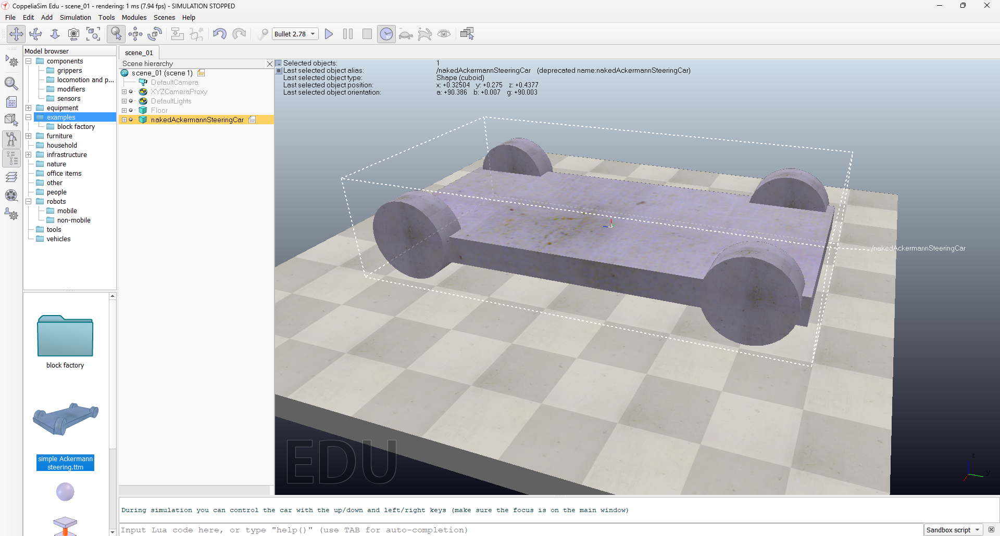 CoppeliaSim Edu - scene_01 - rendering: 1 ms (7.94 fps) - SIMULATION STOPPED
File Edit Add Simulation Tools Modules Scenes Help
Bullet 2.78
Model browser
components
grippers
locomotion and p...
modifiers
sensors
equipment
examples
block factory
furniture
household
infrastructure
nature
office items
other
people
robots
mobile
non-mobile
tools
vehicles
block factory
simple Ackermann
steering.ttm
scene_01
Scene hierarchy
scene_01 (scene 1)
DefaultCamera
XYZCameraProxy
DefaultLights
Floor
nakedAckermannSteeringCar
Selected objects: 1
Last selected object alias: /nakedAckermannSteeringCar (deprecated name:nakedAckermannSteeringCar)
Last selected object type: Shape (cuboid)
Last selected object position: x: +0.32504 y: +0.275 z: +0.4377
Last selected object orientation: a: +90.386 b: +0.007 g: +90.003
/nakedAckermannSteeringCar
EDU
z
y
During simulation you can control the car with the up/down and left/right keys (make sure the focus is on the main window)
Input Lua code here, or type "help()" (use TAB for auto-completion)
Sandbox script